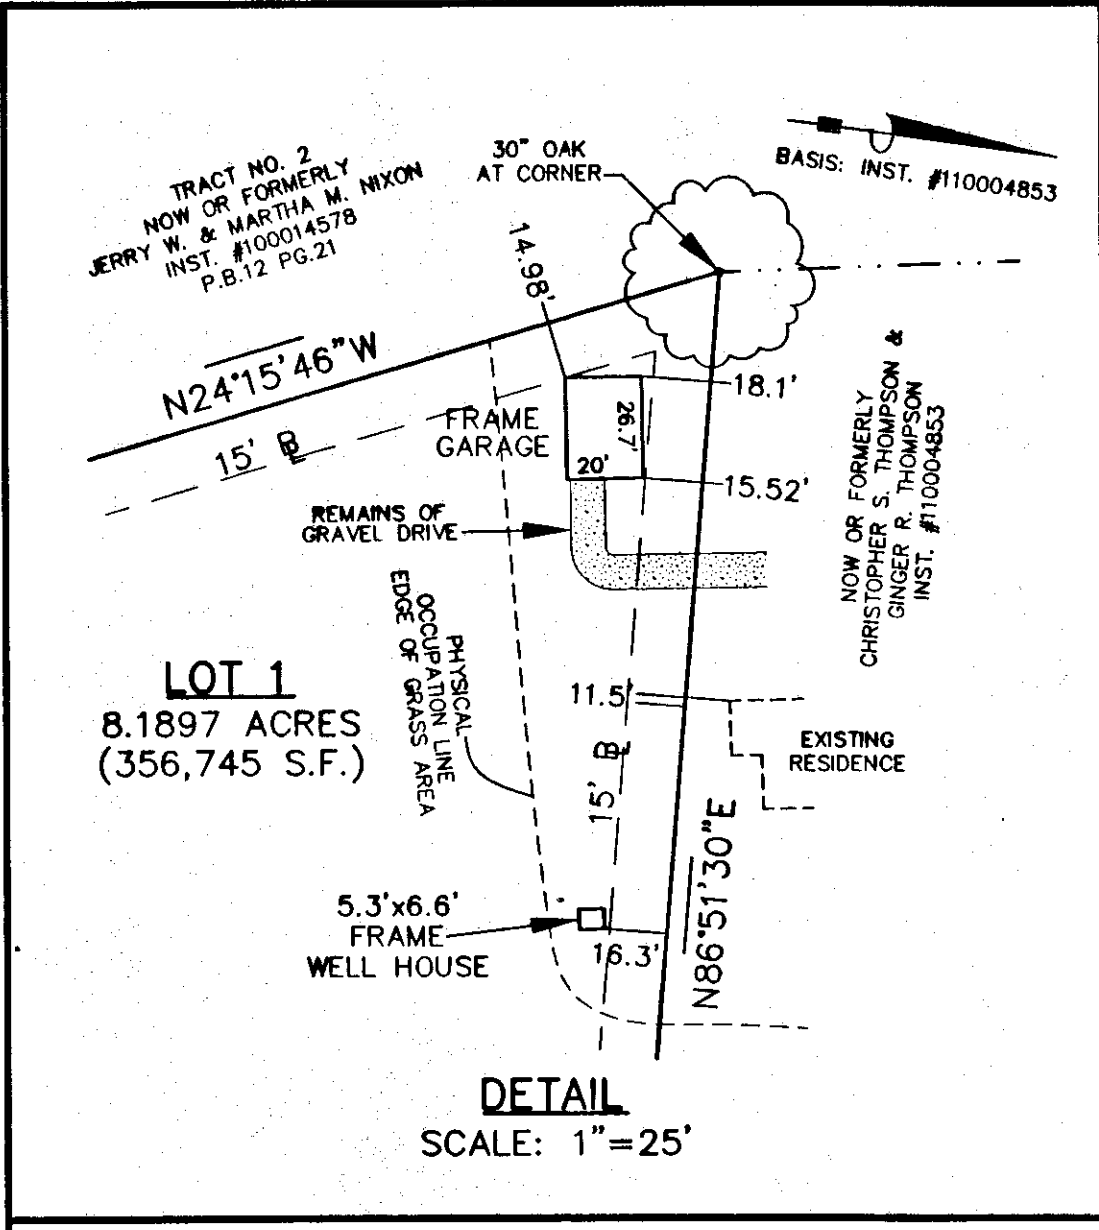 TRACT NO. 2
NOW OR FORMERLY
JERRY W. & MARTHA M. NIXON
INST. #100014578
P.B.12 PG.21
30" OAK
AT CORNER
BASIS: INST. #110004853
14.98'
N24°15'46"W
15' BL
FRAME
GARAGE
26.7'
20'
18.1'
15.52'
REMAINS OF
GRAVEL DRIVE
NOW OR FORMERLY
CHRISTOPHER S. THOMPSON &
GINGER R. THOMPSON
INST. #110004853
PHYSICAL
OCCUPATION LINE
EDGE OF GRASS AREA
LOT 1
8.1897 ACRES
(356,745 S.F.)
11.5'
EXISTING
RESIDENCE
15' BL
N86°51'30"E
5.3'x6.6'
FRAME
WELL HOUSE
16.3'
DETAIL
SCALE: 1"=25'